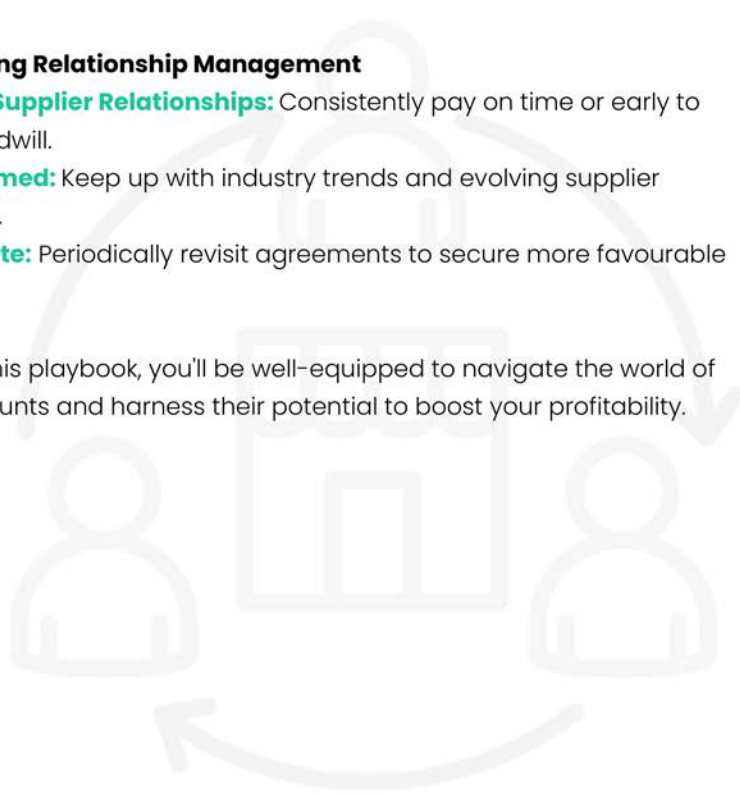 ng Relationship Management
Supplier Relationships: Consistently pay on time or early to
dwill.
med: Keep up with industry trends and evolving supplier
.
te: Periodically revisit agreements to secure more favourable
his playbook, you'll be well-equipped to navigate the world of
unts and harness their potential to boost your profitability.